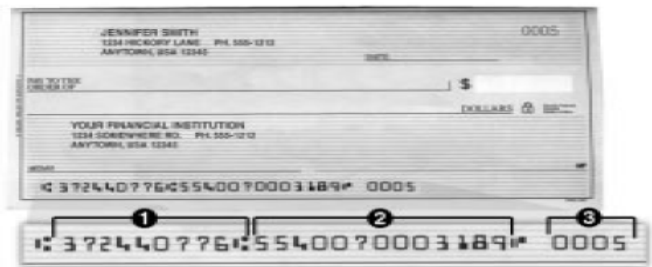 JENNIFER SMITH 0005
1234 HICKORY LANE PH. 555-1212
ANYTOWN, USA 12345
DATE
PAY TO THE
ORDER OF $
DOLLARS
YOUR FINANCIAL INSTITUTION
1234 SOMEWHERE RD. PH. 555-1212
ANYTOWN, USA 12345
MEMO MP
⑆372440776⑆5540070003189⑈ 0005
1 2 3
⑆372440776⑆5540070003189⑈ 0005